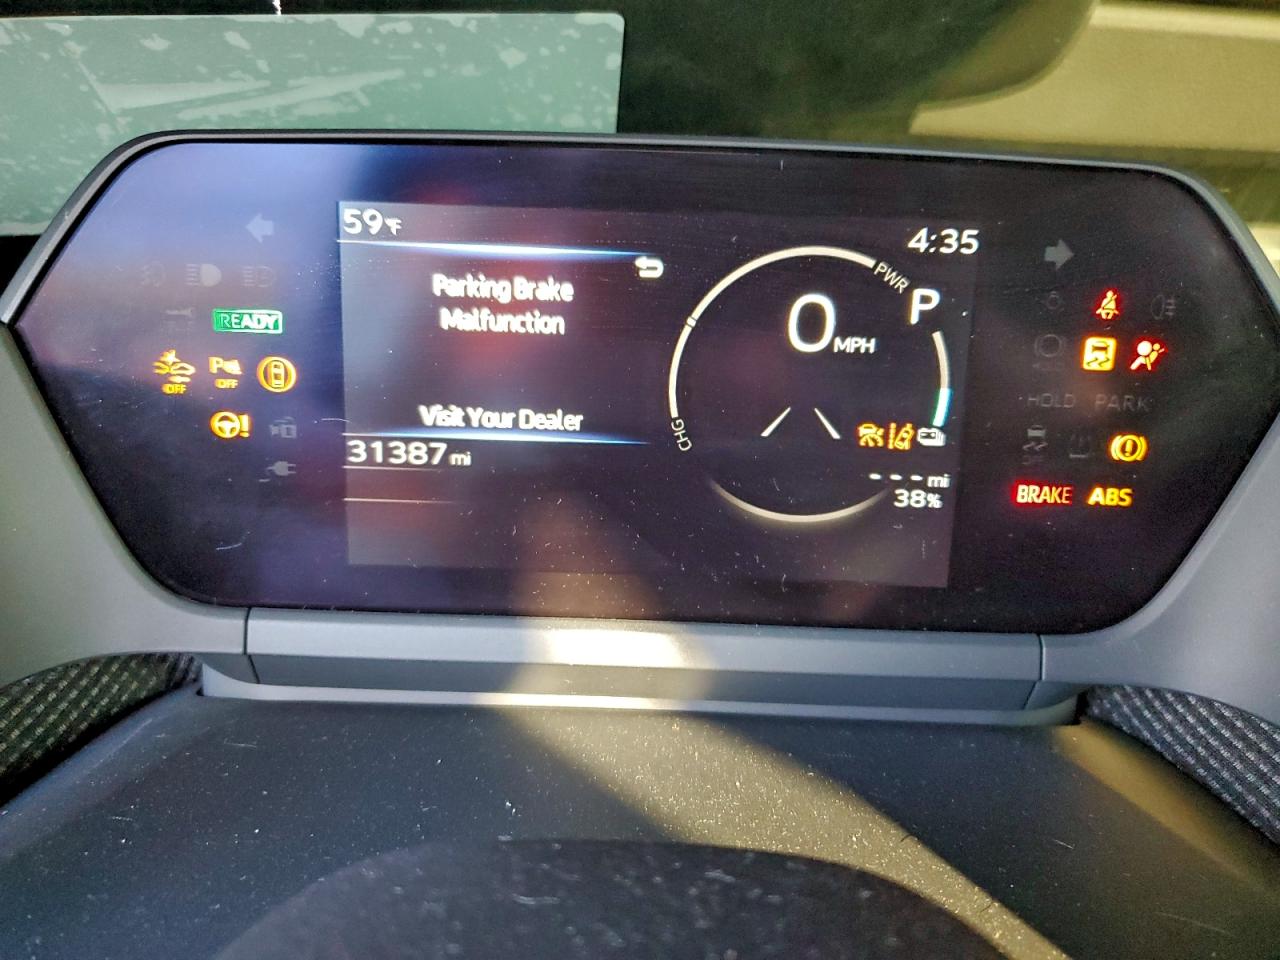 59°F
4:35
Parking Brake
Malfunction
Visit Your Dealer
31387 mi
PWR
P
0 MPH
CHG
- - - mi
38%
READY
OFF
P OFF
HOLD PARK
BRAKE ABS